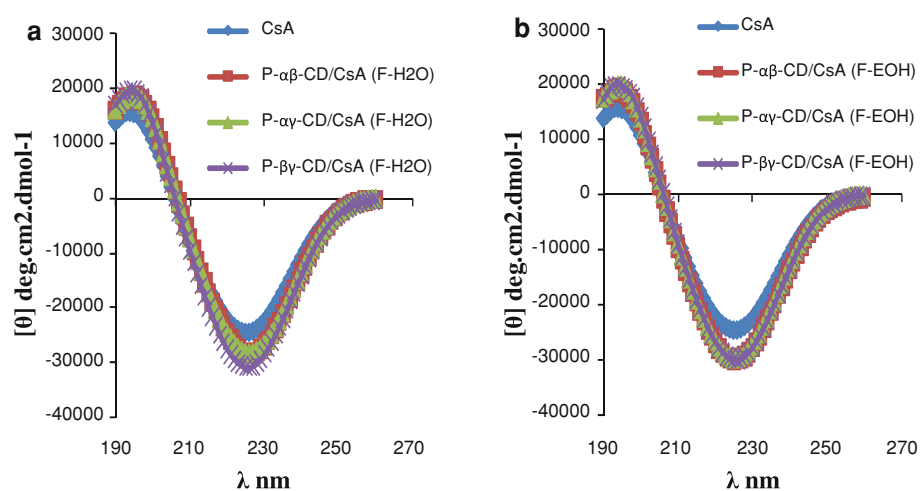 a
30000
20000
10000
0
-10000
-20000
-30000
-40000
[θ] deg.cm2.dmol-1
190 210 230 250 270
λ nm
CsA
P-αβ-CD/CsA (F-H2O)
P-αγ-CD/CsA (F-H2O)
P-βγ-CD/CsA (F-H2O)
b
30000
20000
10000
0
-10000
-20000
-30000
-40000
[θ] deg.cm2.dmol-1
190 210 230 250 270
λ nm
CsA
P-αβ-CD/CsA (F-EOH)
P-αγ-CD/CsA (F-EOH)
P-βγ-CD/CsA (F-EOH)